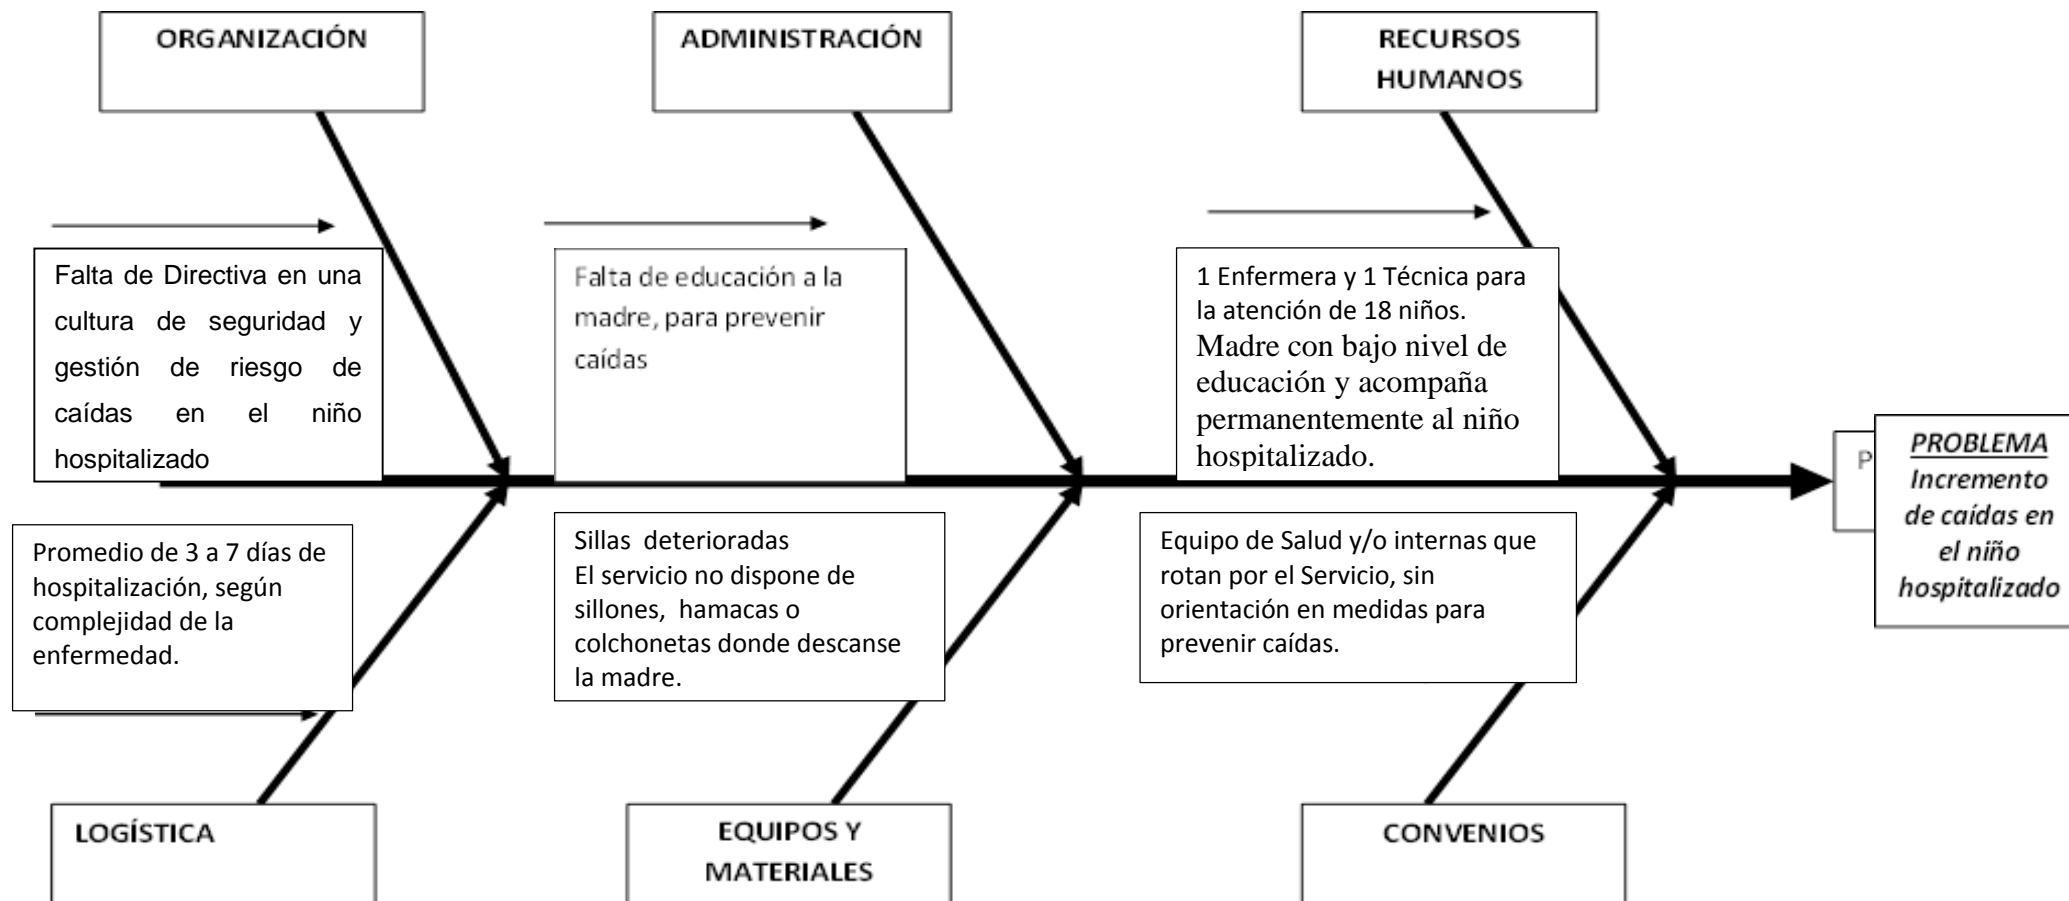 ORGANIZACIÓN
ADMINISTRACIÓN
RECURSOS
HUMANOS
Falta de Directiva en una
cultura de seguridad y
gestión de riesgo de
caídas en el niño
hospitalizado
Falta de educación a la
madre, para prevenir
caídas
1 Enfermera y 1 Técnica para
la atención de 18 niños.
Madre con bajo nivel de
educación y acompaña
permanentemente al niño
hospitalizado.
P
PROBLEMA
Incremento
de caídas en
el niño
hospitalizado
Promedio de 3 a 7 días de
hospitalización, según
complejidad de la
enfermedad.
Sillas deterioradas
El servicio no dispone de
sillones, hamacas o
colchonetas donde descanse
la madre.
Equipo de Salud y/o internas que
rotan por el Servicio, sin
orientación en medidas para
prevenir caídas.
LOGÍSTICA
EQUIPOS Y
MATERIALES
CONVENIOS